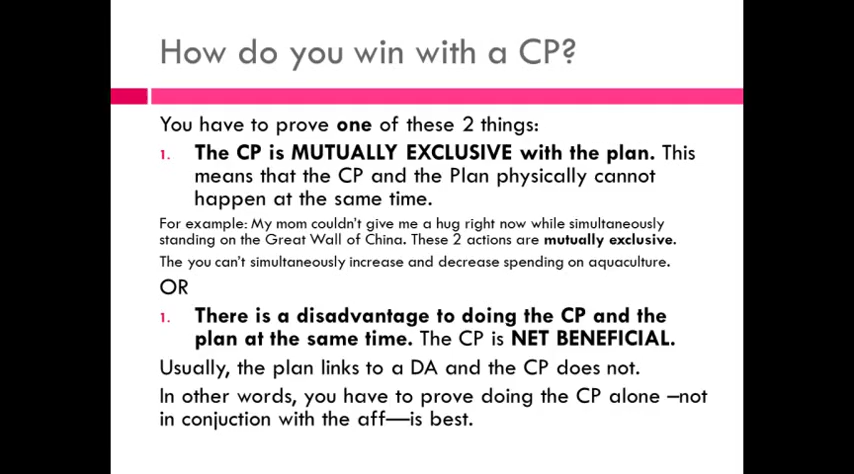 How do you win with a CP?
You have to prove one of these 2 things:
1. The CP is MUTUALLY EXCLUSIVE with the plan. This
means that the CP and the Plan physically cannot
happen at the same time.
For example: My mom couldn't give me a hug right now while simultaneously
standing on the Great Wall of China. These 2 actions are mutually exclusive.
The you can't simultaneously increase and decrease spending on aquaculture.
OR
1. There is a disadvantage to doing the CP and the
plan at the same time. The CP is NET BENEFICIAL.
Usually, the plan links to a DA and the CP does not.
In other words, you have to prove doing the CP alone –not
in conjuction with the aff—is best.